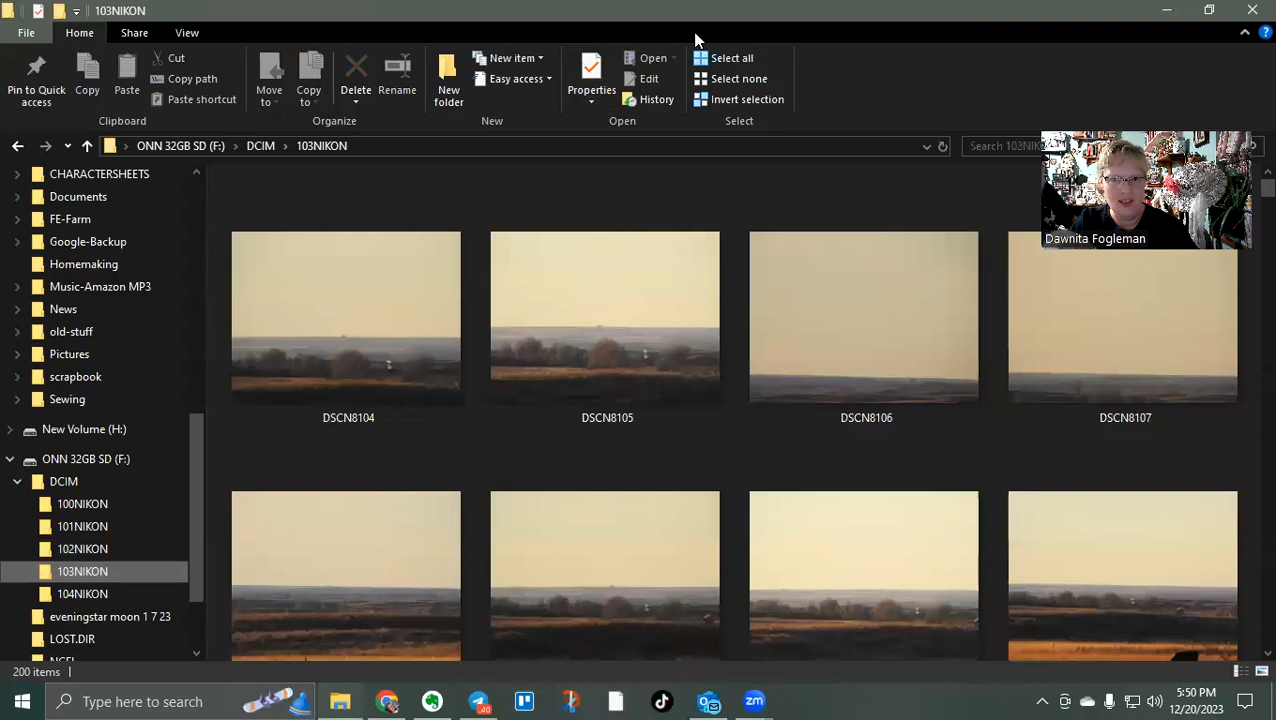 103NIKON
File Home Share View
Pin to Quick access
Copy
Paste
Cut
Copy path
Paste shortcut
Clipboard
Move to
Copy to
Delete
Rename
Organize
New folder
New item
Easy access
New
Properties
Open
Edit
History
Open
Select all
Select none
Invert selection
Select
ONN 32GB SD (F:) DCIM 103NIKON
Search
Dawnita Fogleman
CHARACTERSHEETS
Documents
FE-Farm
Google-Backup
Homemaking
Music-Amazon MP3
News
old-stuff
Pictures
scrapbook
Sewing
New Volume (H:)
ONN 32GB SD (F:)
DCIM
100NIKON
101NIKON
102NIKON
103NIKON
104NIKON
eveningstar moon 1 7 23
LOST.DIR
DSCN8104 DSCN8105 DSCN8106 DSCN8107
200 items
Type here to search
40
zm
5:50 PM
12/20/2023